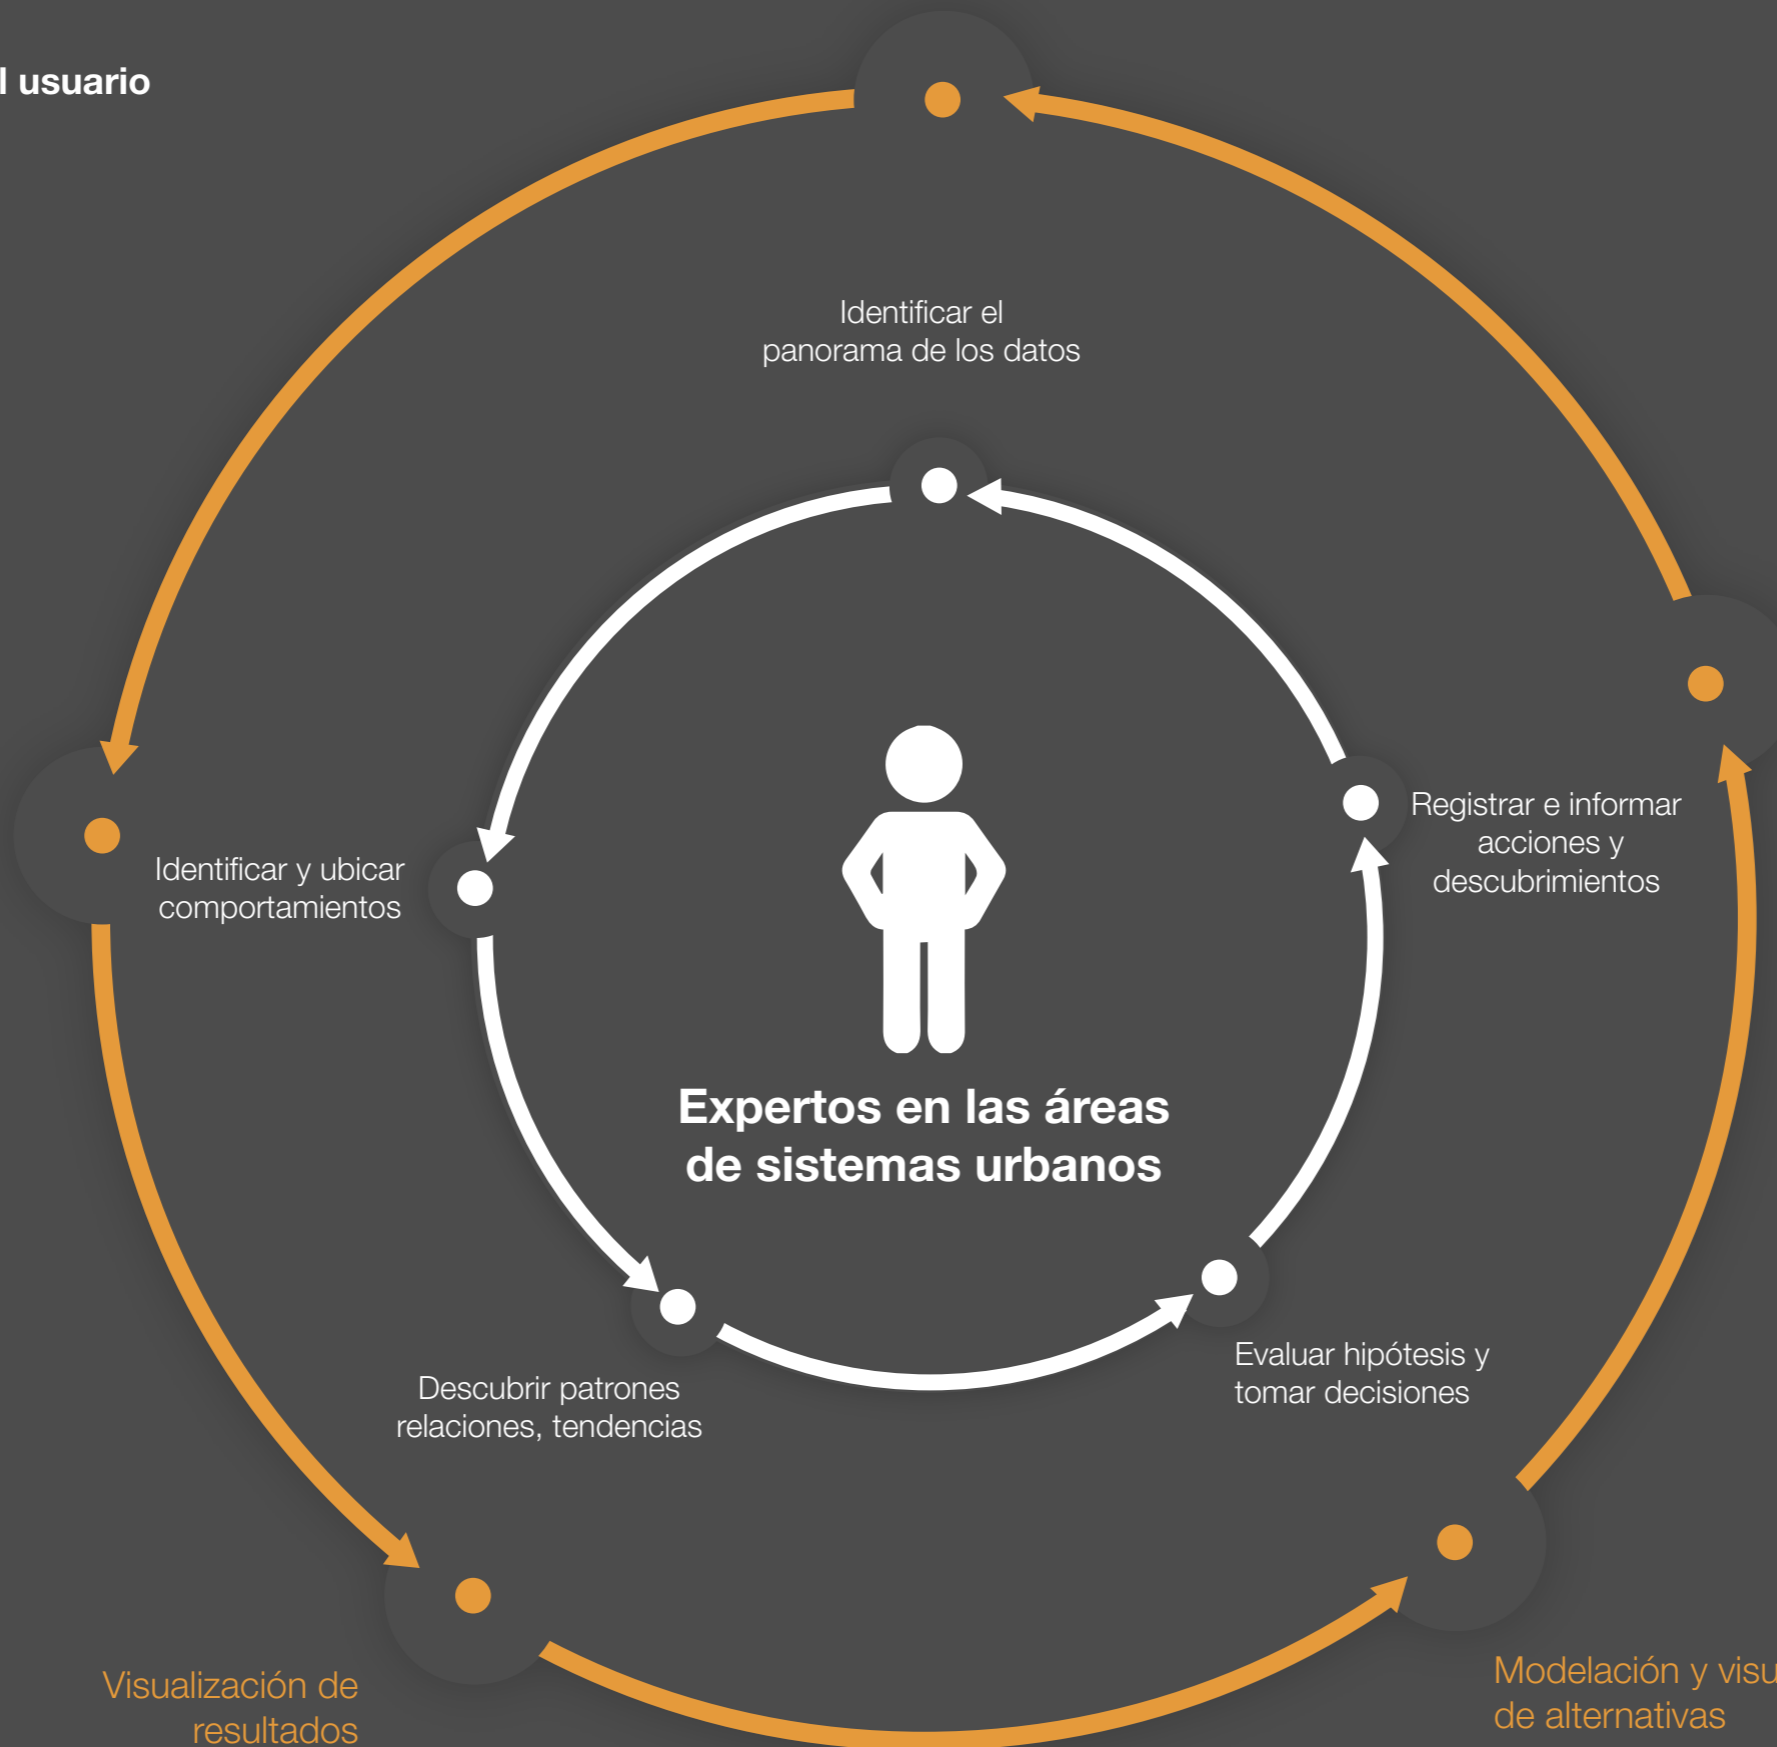 l usuario
Identificar el
panorama de los datos
Registrar e informar
acciones y
descubrimientos
Identificar y ubicar
comportamientos
Expertos en las áreas
de sistemas urbanos
Evaluar hipótesis y
tomar decisiones
Descubrir patrones
relaciones, tendencias
Visualización de
resultados
Modelación y visu
de alternativas